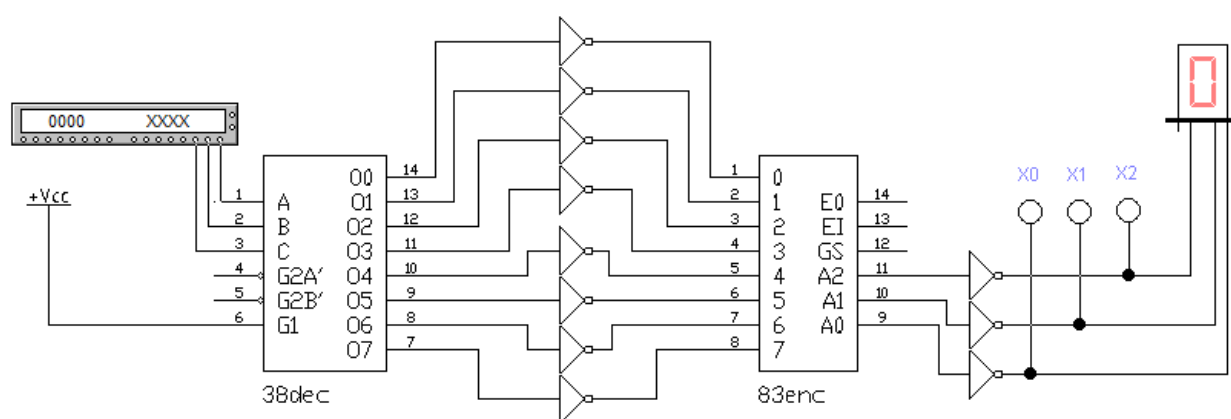 0000 XXXX
+Vcc
1 A O0 14
O1 13
2 B O2 12
3 C O3 11
4 G2A' O4 10
5 G2B' O5 9
6 G1 O6 8
O7 7
38dec
1 0
2 1 EO 14
3 2 EI 13
4 3 GS 12
5 4 A2 11
6 5 A1 10
7 6 A0 9
8 7
83enc
X0 X1 X2
0